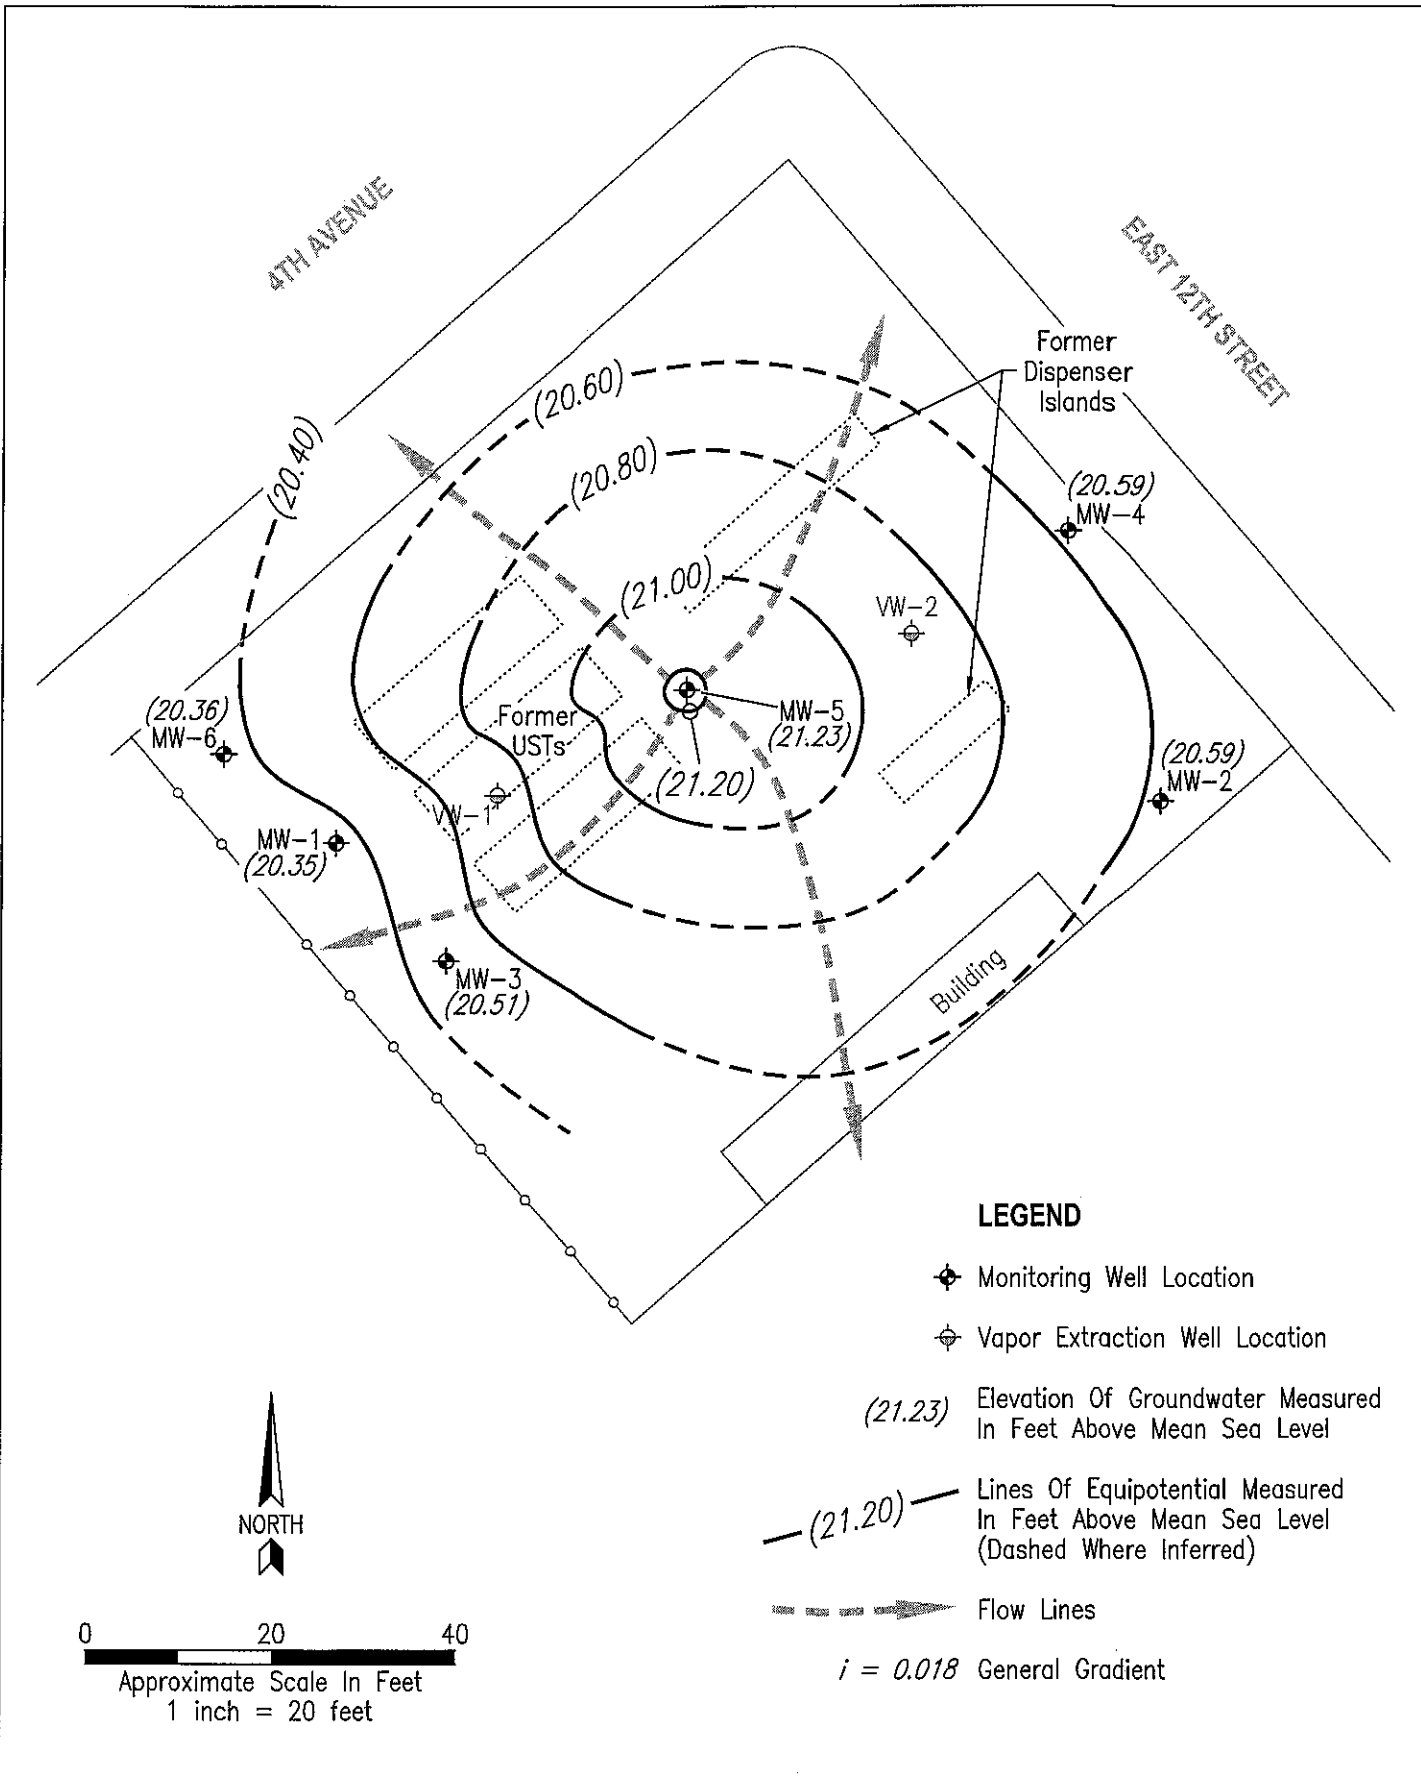 4TH AVENUE
EAST 12TH STREET
Former
Dispenser
Islands
(20.60)
(20.40)
(20.80)
(20.59)
MW-4
(21.00)
VW-2
(20.36)
MW-6
Former
USTs
MW-5
(21.23)
(20.59)
MW-2
(21.20)
VW-1
MW-1
(20.35)
MW-3
(20.51)
Building
LEGEND
Monitoring Well Location
Vapor Extraction Well Location
(21.23) Elevation Of Groundwater Measured
In Feet Above Mean Sea Level
(21.20) Lines Of Equipotential Measured
In Feet Above Mean Sea Level
(Dashed Where Inferred)
Flow Lines
i = 0.018 General Gradient
NORTH
0 20 40
Approximate Scale In Feet
1 inch = 20 feet